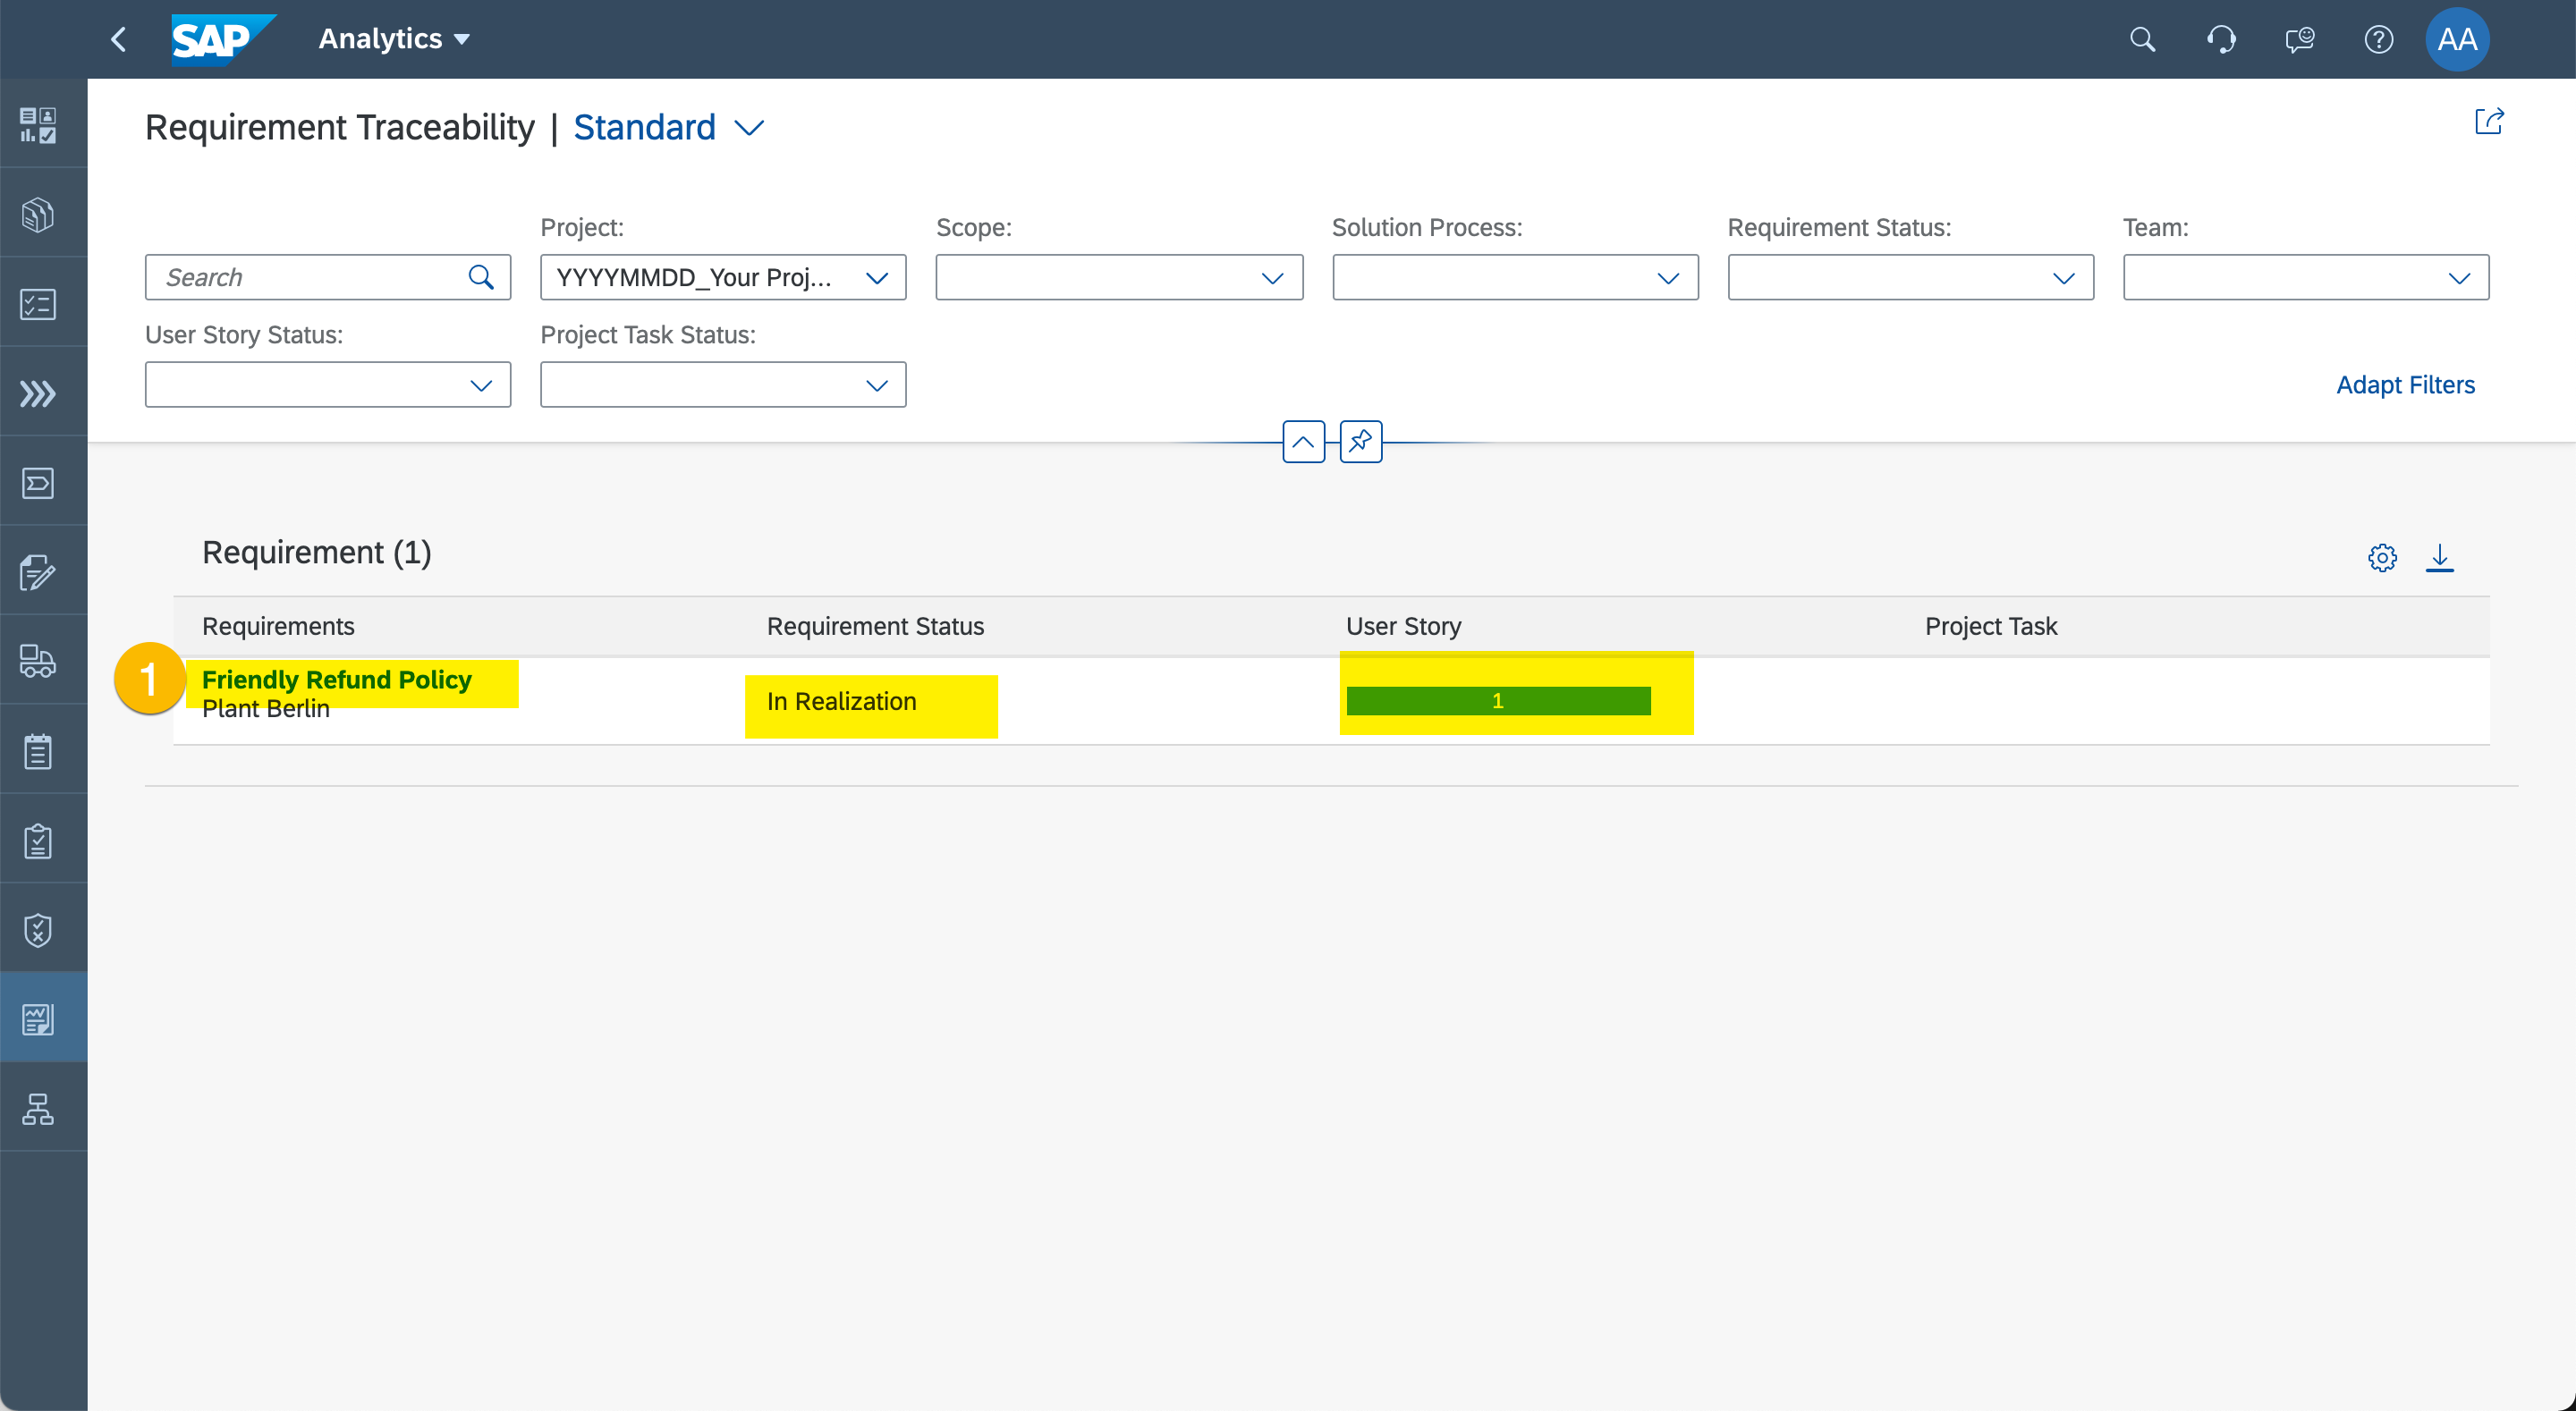 SAP
Analytics
AA
Requirement Traceability | Standard
Project:
Scope:
Solution Process:
Requirement Status:
Team:
Search
YYYYMMDD_Your Proj...
User Story Status:
Project Task Status:
Adapt Filters
Requirement (1)
Requirements
Requirement Status
User Story
Project Task
1
Friendly Refund Policy
Plant Berlin
In Realization
1